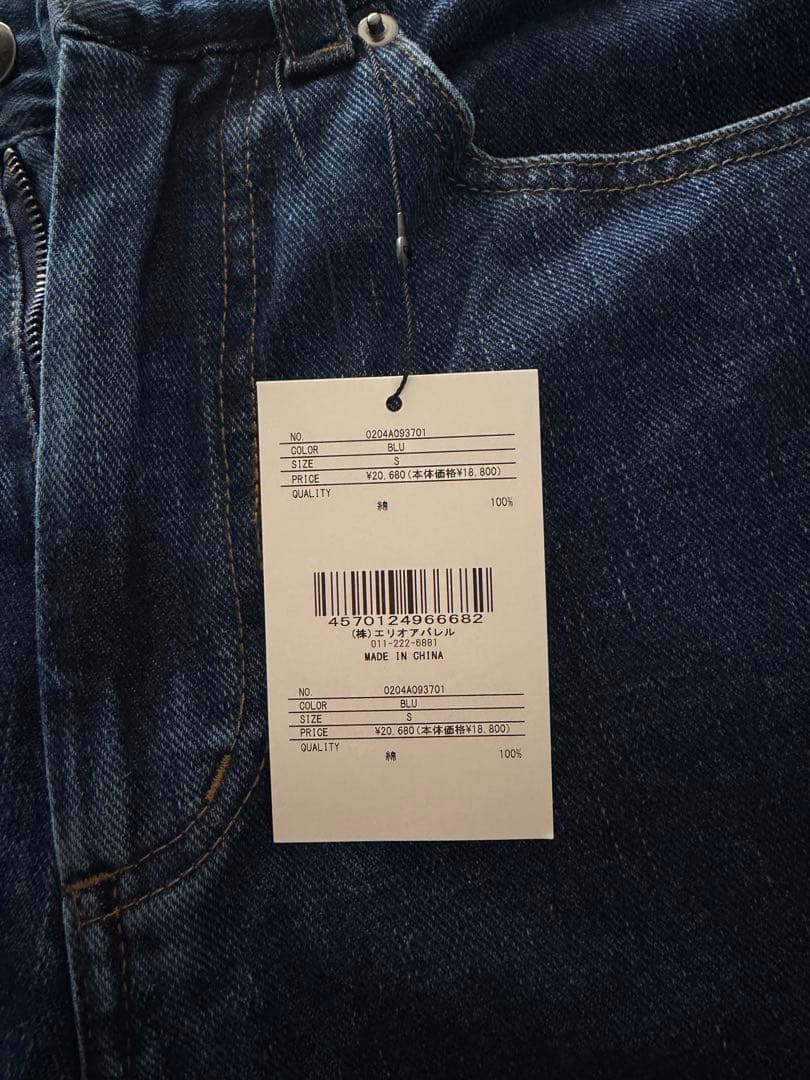 NO. 0204A093701
COLOR BLU
SIZE S
PRICE ¥20,680(本体価格¥18,800)
QUALITY
綿 100%
4570124966682
(株)エリオアパレル
011-222-6881
MADE IN CHINA
NO. 0204A093701
COLOR BLU
SIZE S
PRICE ¥20,680(本体価格¥18,800)
QUALITY
綿 100%